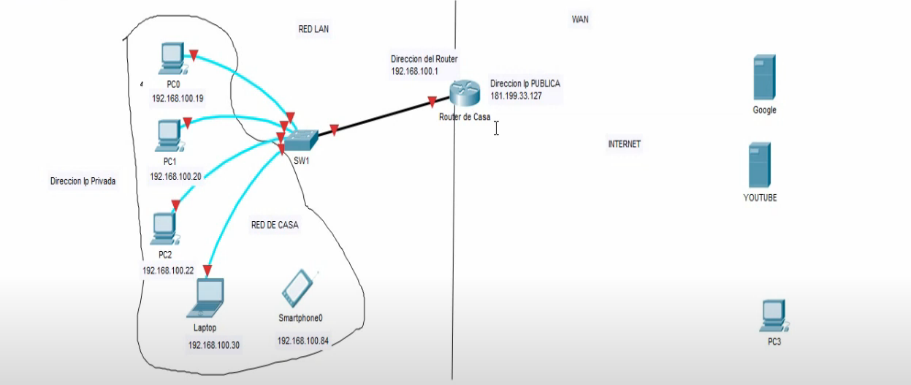 RED LAN
WAN
Direccion del Router
192.168.100.1
Direccion Ip PUBLICA
181.199.33.127
PC0
192.168.100.19
Google
Router de Casa
INTERNET
PC1
192.168.100.20
SW1
Direccion Ip Privada
YOUTUBE
RED DE CASA
PC2
192.168.100.22
Laptop
192.168.100.30
Smartphone0
192.168.100.84
PC3